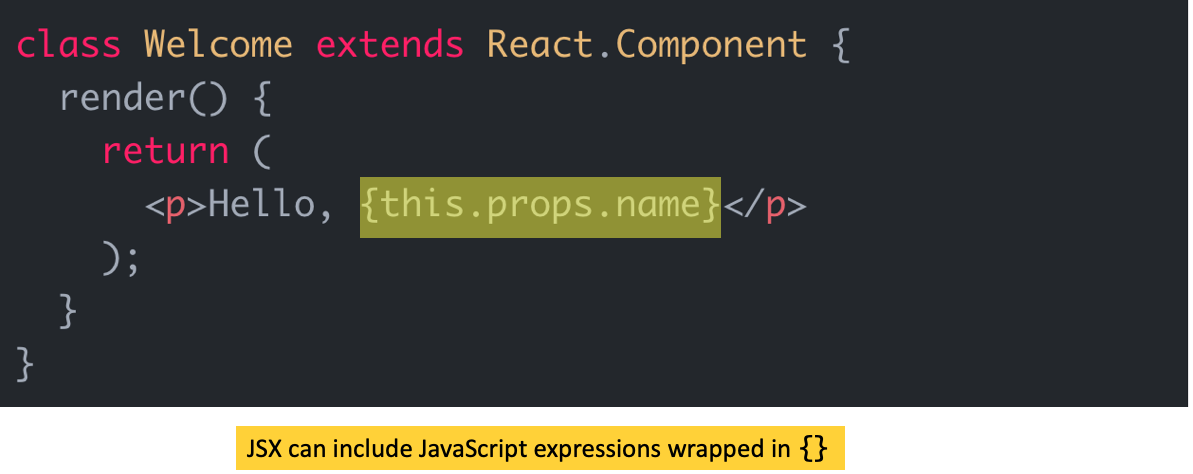 class Welcome extends React.Component {
  render() {
    return (
      <p>Hello, {this.props.name}</p>
    );
  }
}
JSX can include JavaScript expressions wrapped in {}